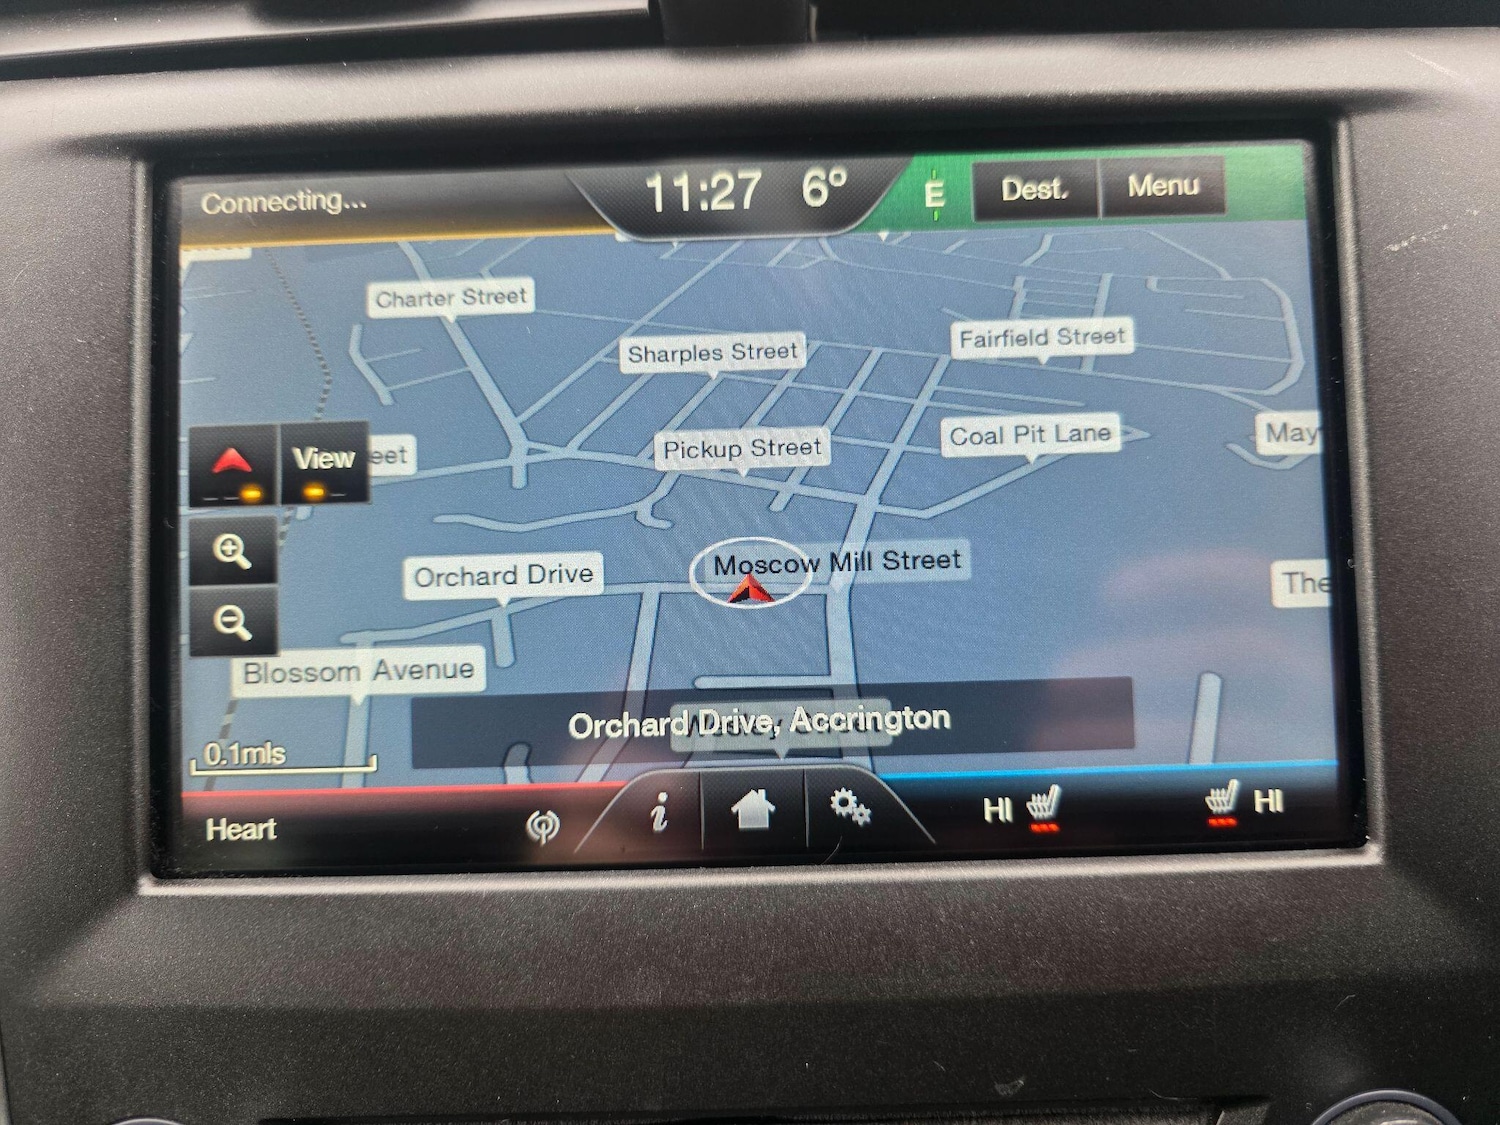 Connecting...
11:27 6°
E
Dest.
Menu
Charter Street
Sharples Street
Fairfield Street
Coal Pit Lane
May
Pickup Street
View
eet
Moscow Mill Street
Orchard Drive
The
Blossom Avenue
Orchard Drive, Accrington
0.1mls
Heart
i
HI
HI